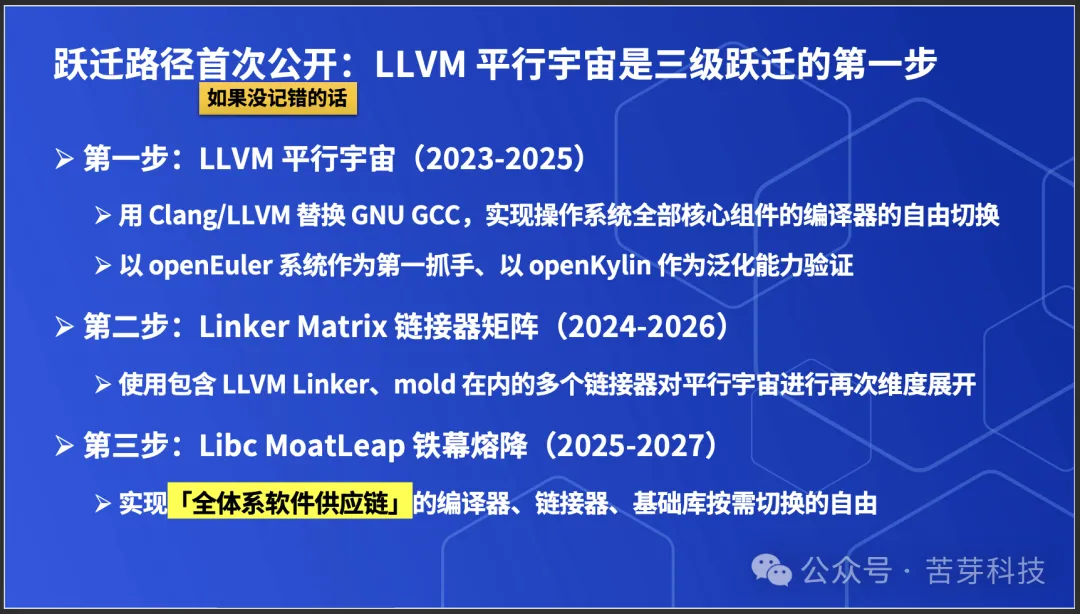 跃迁路径首次公开：LLVM 平行宇宙是三级跃迁的第一步
如果没记错的话
第一步：LLVM 平行宇宙（2023-2025）
用 Clang/LLVM 替换 GNU GCC，实现操作系统全部核心组件的编译器的自由切换
以 openEuler 系统作为第一抓手、以 openKylin 作为泛化能力验证
第二步：Linker Matrix 链接器矩阵（2024-2026）
使用包含 LLVM Linker、mold 在内的多个链接器对平行宇宙进行再次维度展开
第三步：Libc MoatLeap 铁幕熔降（2025-2027）
实现「全体系软件供应链」的编译器、链接器、基础库按需切换的自由
公众号 · 苦芽科技